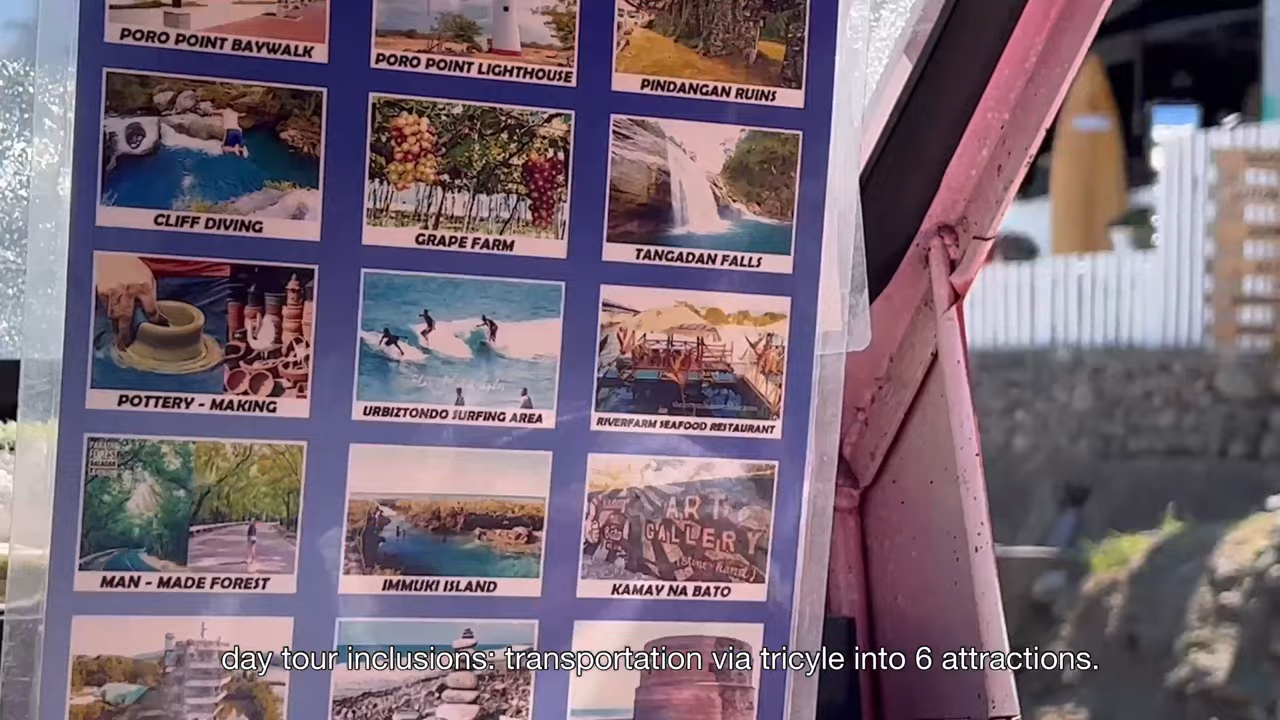 PORO POINT BAYWALK
PORO POINT LIGHTHOUSE
PINDANGAN RUINS
CLIFF DIVING
GRAPE FARM
TANGADAN FALLS
POTTERY - MAKING
URBIZTONDO SURFING AREA
RIVERFARM SEAFOOD RESTAURANT
FOREST
MAN - MADE FOREST
IMMUKI ISLAND
ART
GALLERY
KAMAY NA BATO
day tour inclusions: transportation via tricyle into 6 attractions.